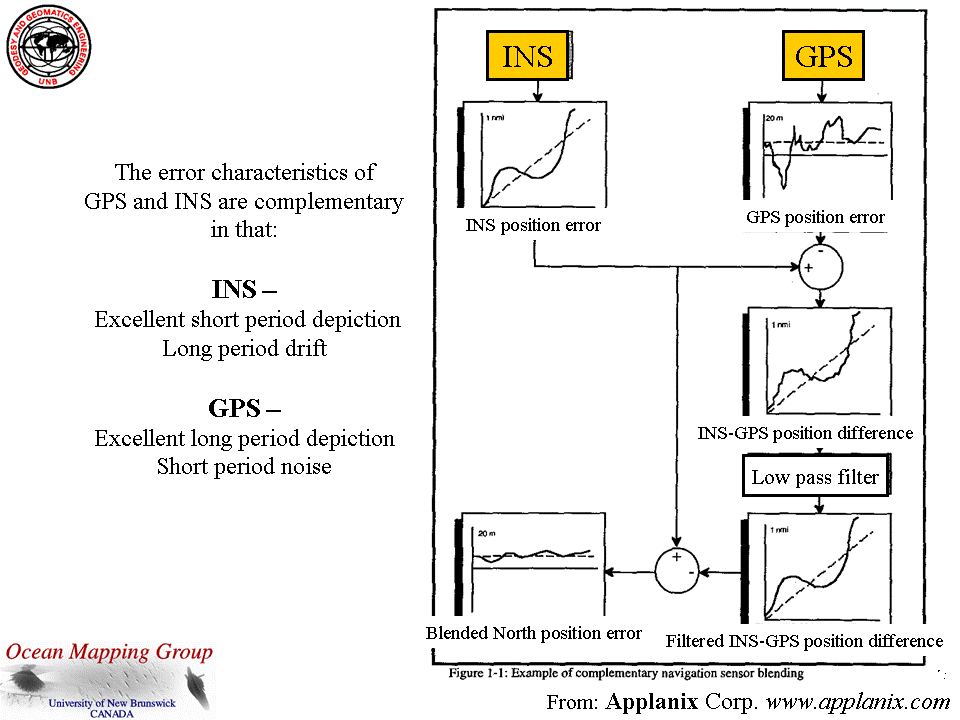 GEODESY AND GEOMATICS ENGINEERING
UNB
The error characteristics of
GPS and INS are complementary
in that:
INS –
Excellent short period depiction
Long period drift
GPS –
Excellent long period depiction
Short period noise
INS
GPS
1 nmi
20 m
INS position error
GPS position error
-
+
1 nmi
INS-GPS position difference
Low pass filter
1 nmi
20 m
+
-
Blended North position error
Filtered INS-GPS position difference
Figure 1-1: Example of complementary navigation sensor blending
From: Applanix Corp. www.applanix.com
Ocean Mapping Group
University of New Brunswick
CANADA